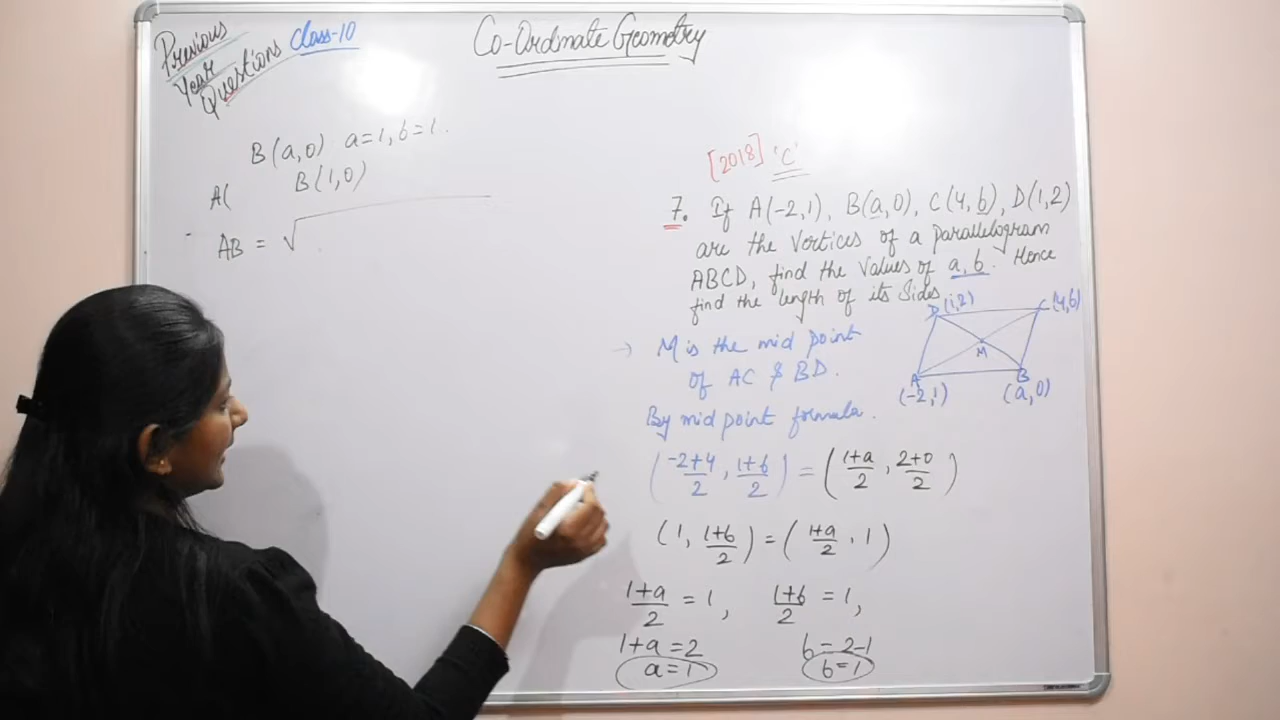 Previous
Year
Questions
Class-10
Co-Ordinate Geometry
B(a,0) a=1, b=1.
B(1,0)
A(
AB = √
[2018] 'C'
7. If A(-2,1), B(a,0), C(4,b), D(1,2)
are the vertices of a parallelogram
ABCD, find the values of a, b. Hence
find the length of its sides.
D(1,2)
C(4,b)
M
A
(-2,1)
B
(a,0)
→ M is the mid point
of AC & BD.
By mid point formula.
(-2+4/2, 1+b/2) = (1+a/2, 2+0/2)
(1, 1+b/2) = (1+a/2, 1)
1+a/2 = 1, 1+b/2 = 1,
1+a = 2 b = 2-1
a=1 b=1